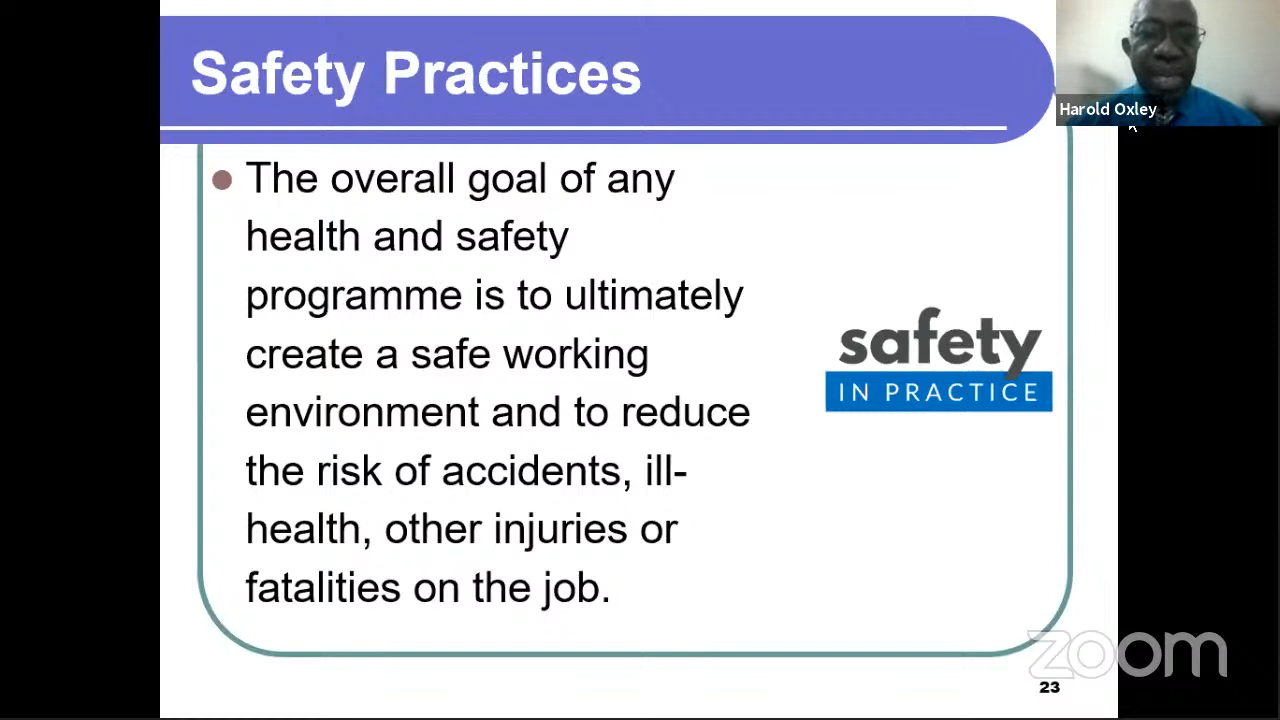 Safety Practices
Harold Oxley
The overall goal of any
health and safety
programme is to ultimately
create a safe working
environment and to reduce
the risk of accidents, ill-
health, other injuries or
fatalities on the job.
safety
IN PRACTICE
zoom
23